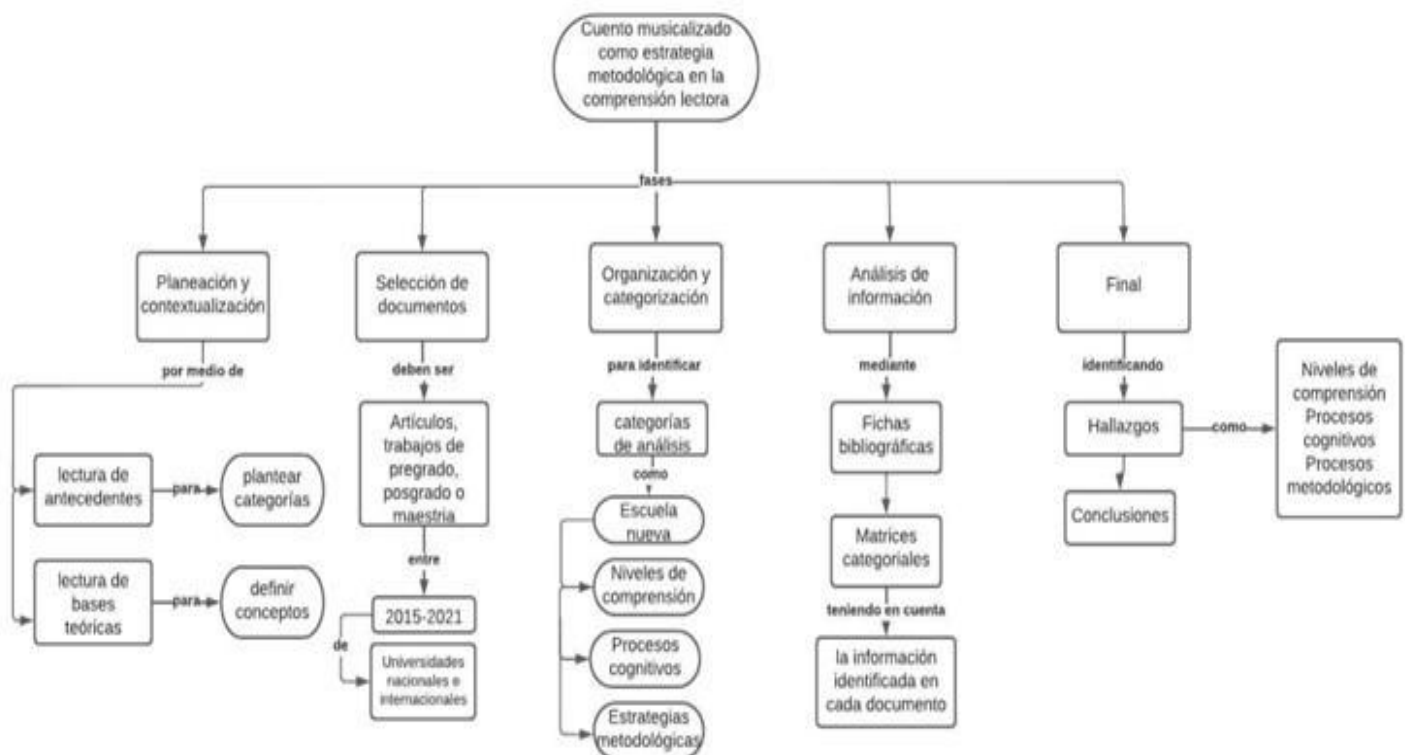 Cuento musicalizado
como estrategia
metodológica en la
comprensión lectora
fases
Planeación y
contextualización
por medio de
lectura de
antecedentes
para
plantear
categorías
lectura de
bases
teóricas
para
definir
conceptos
Selección de
documentos
deben ser
Artículos,
trabajos de
pregrado,
posgrado o
maestria
entre
2015-2021
de
Universidades
nacionales e
internacionales
Organización y
categorización
para identificar
categorías
de análisis
como
Escuela
nueva
Niveles de
comprensión
Procesos
cognitivos
Estrategias
metodológicas
Análisis de
información
mediante
Fichas
bibliográficas
Matrices
categoriales
teniendo en cuenta
la información
identificada en
cada documento
Final
identificando
Hallazgos
como
Niveles de
comprensión
Procesos
cognitivos
Procesos
metodológicos
Conclusiones